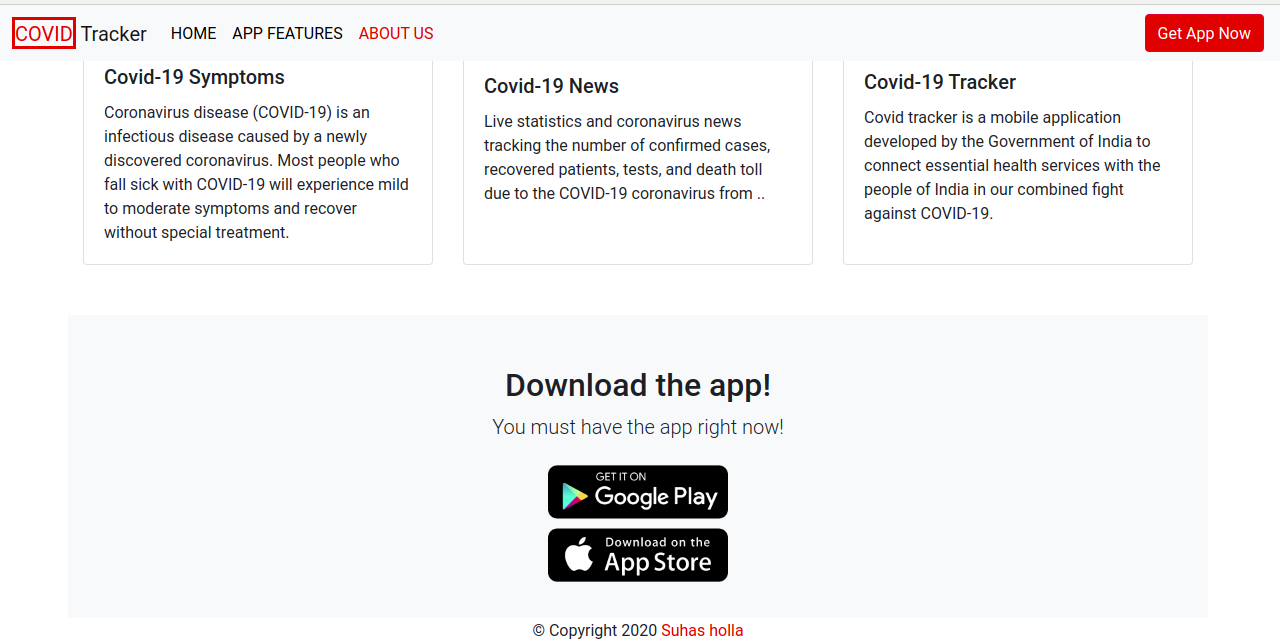 COVID Tracker HOME APP FEATURES ABOUT US Get App Now
Covid-19 Symptoms
Coronavirus disease (COVID-19) is an
infectious disease caused by a newly
discovered coronavirus. Most people who
fall sick with COVID-19 will experience mild
to moderate symptoms and recover
without special treatment.
Covid-19 News
Live statistics and coronavirus news
tracking the number of confirmed cases,
recovered patients, tests, and death toll
due to the COVID-19 coronavirus from ..
Covid-19 Tracker
Covid tracker is a mobile application
developed by the Government of India to
connect essential health services with the
people of India in our combined fight
against COVID-19.
Download the app!
You must have the app right now!
GET IT ON
Google Play
Download on the
App Store
© Copyright 2020 Suhas holla